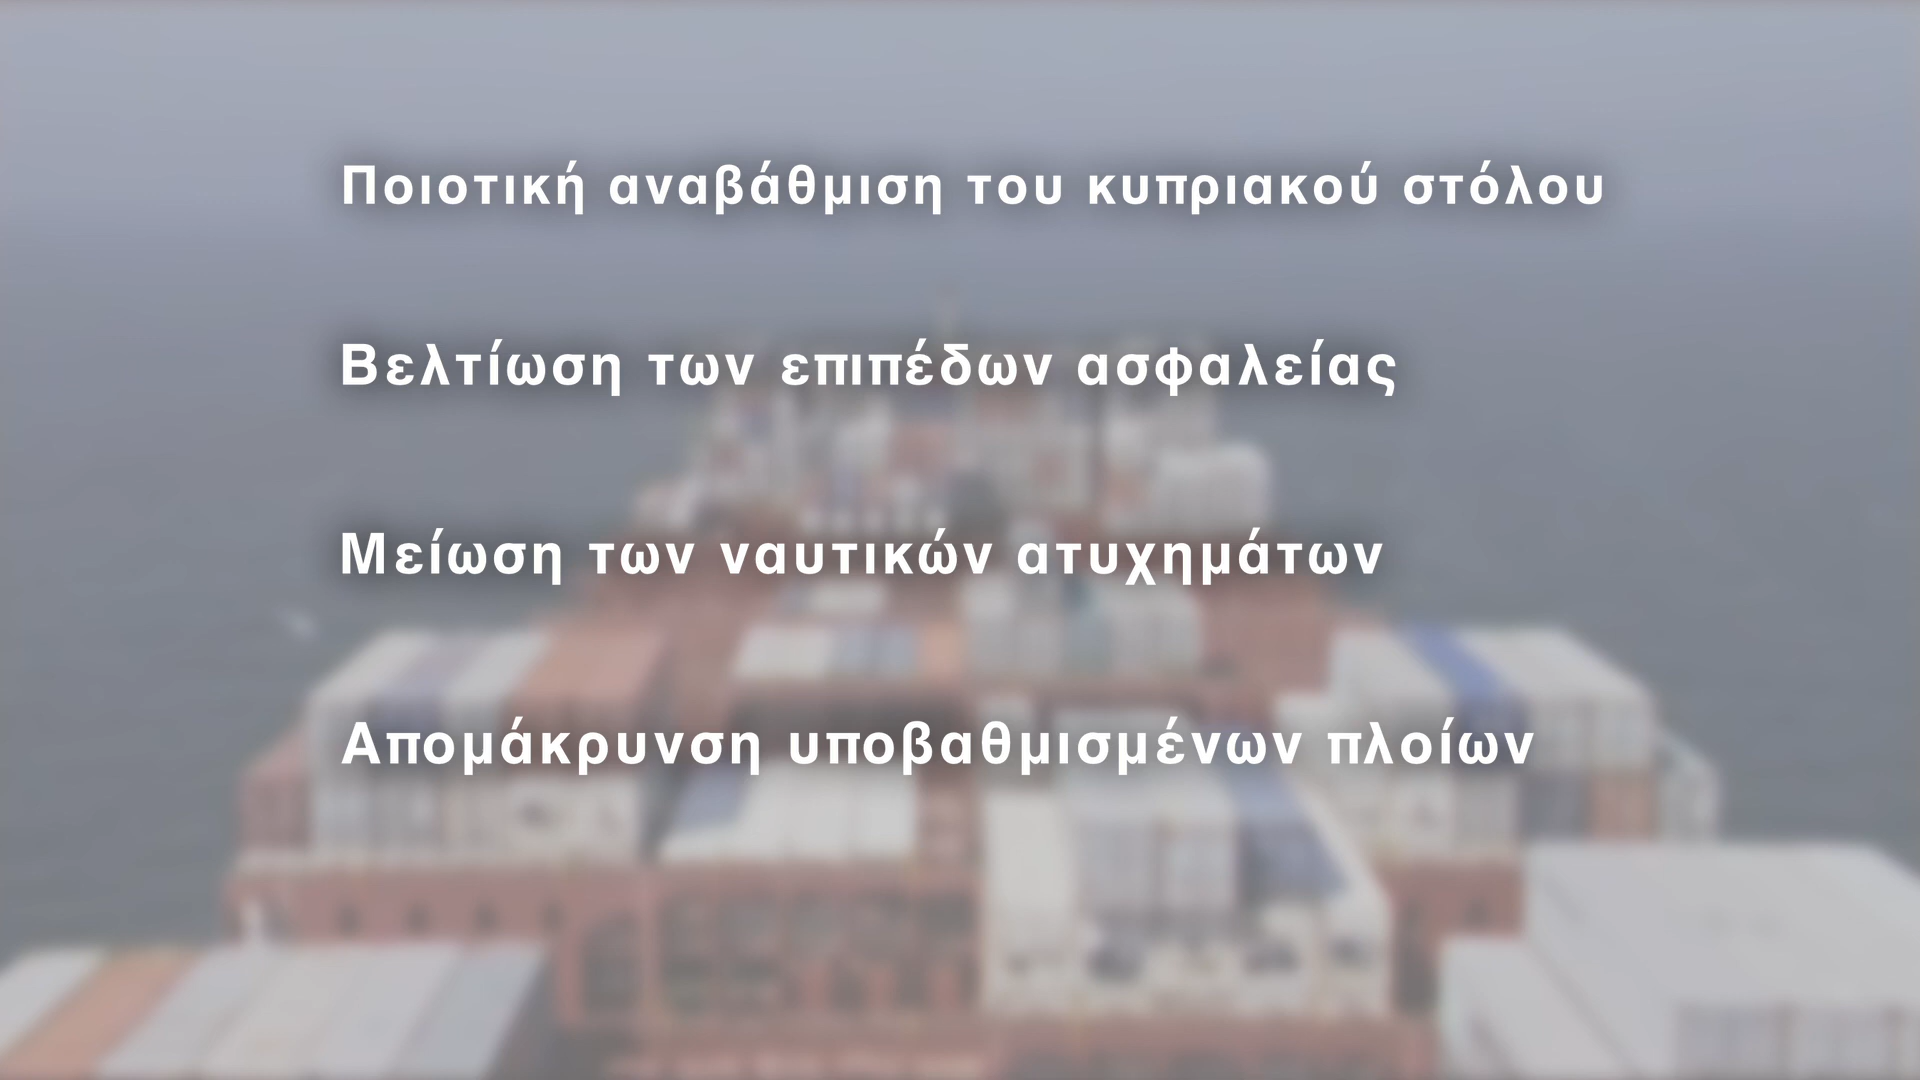 Ποιοτική αναβάθμιση του κυπριακού στόλου
Βελτίωση των επιπέδων ασφαλείας
Μείωση των ναυτικών ατυχημάτων
Απομάκρυνση υποβαθμισμένων πλοίων